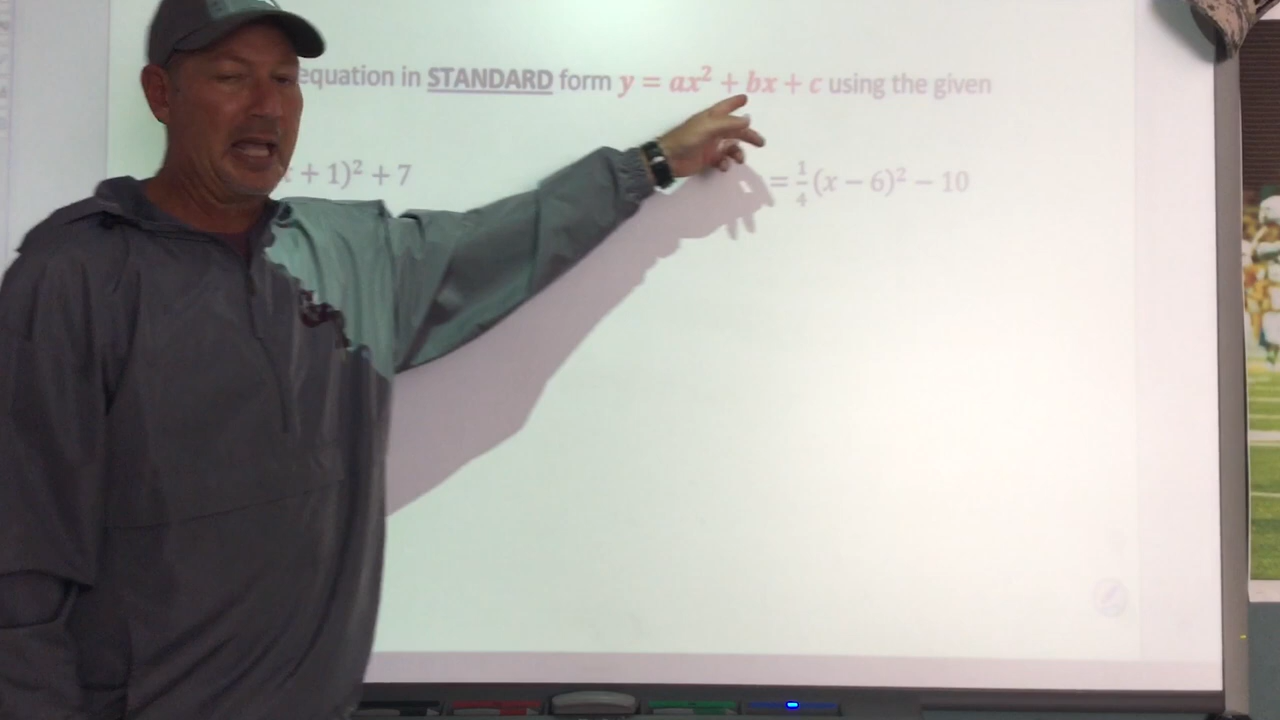 equation in STANDARD form y = ax² + bx + c using the given
+ 1)² + 7
= 1/4(x − 6)² − 10